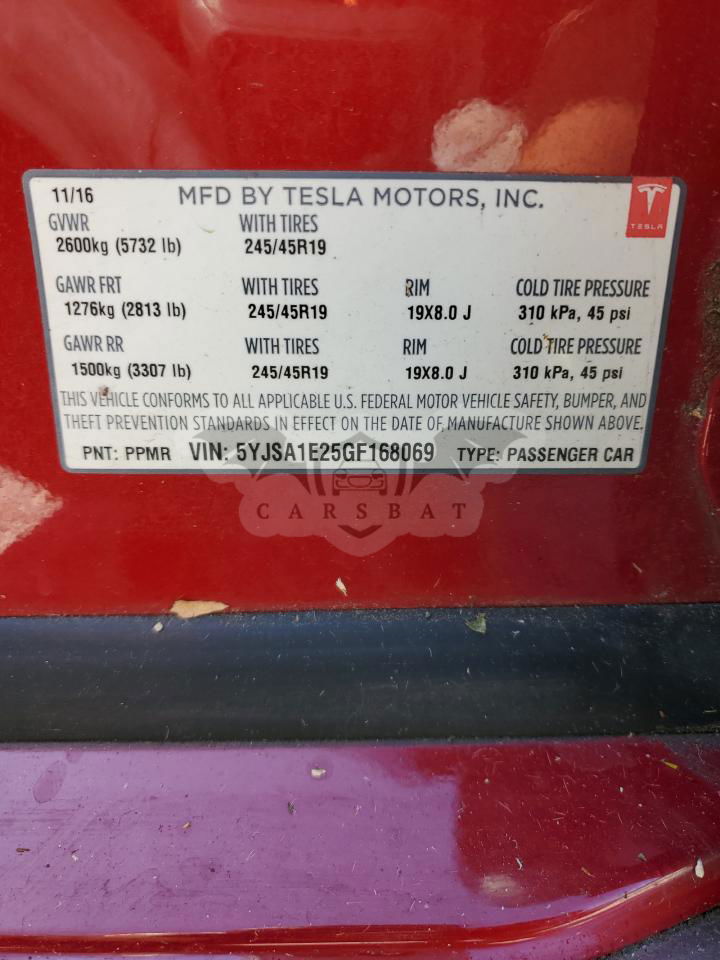 11/16 MFD BY TESLA MOTORS, INC.
TESLA
GVWR WITH TIRES
2600kg (5732 lb) 245/45R19
GAWR FRT WITH TIRES RIM COLD TIRE PRESSURE
1276kg (2813 lb) 245/45R19 19X8.0 J 310 kPa, 45 psi
GAWR RR WITH TIRES RIM COLD TIRE PRESSURE
1500kg (3307 lb) 245/45R19 19X8.0 J 310 kPa, 45 psi
THIS VEHICLE CONFORMS TO ALL APPLICABLE U.S. FEDERAL MOTOR VEHICLE SAFETY, BUMPER, AND
THEFT PREVENTION STANDARDS IN EFFECT ON THE DATE OF MANUFACTURE SHOWN ABOVE.
PNT: PPMR VIN: 5YJSA1E25GF168069 TYPE: PASSENGER CAR
CARSBAT